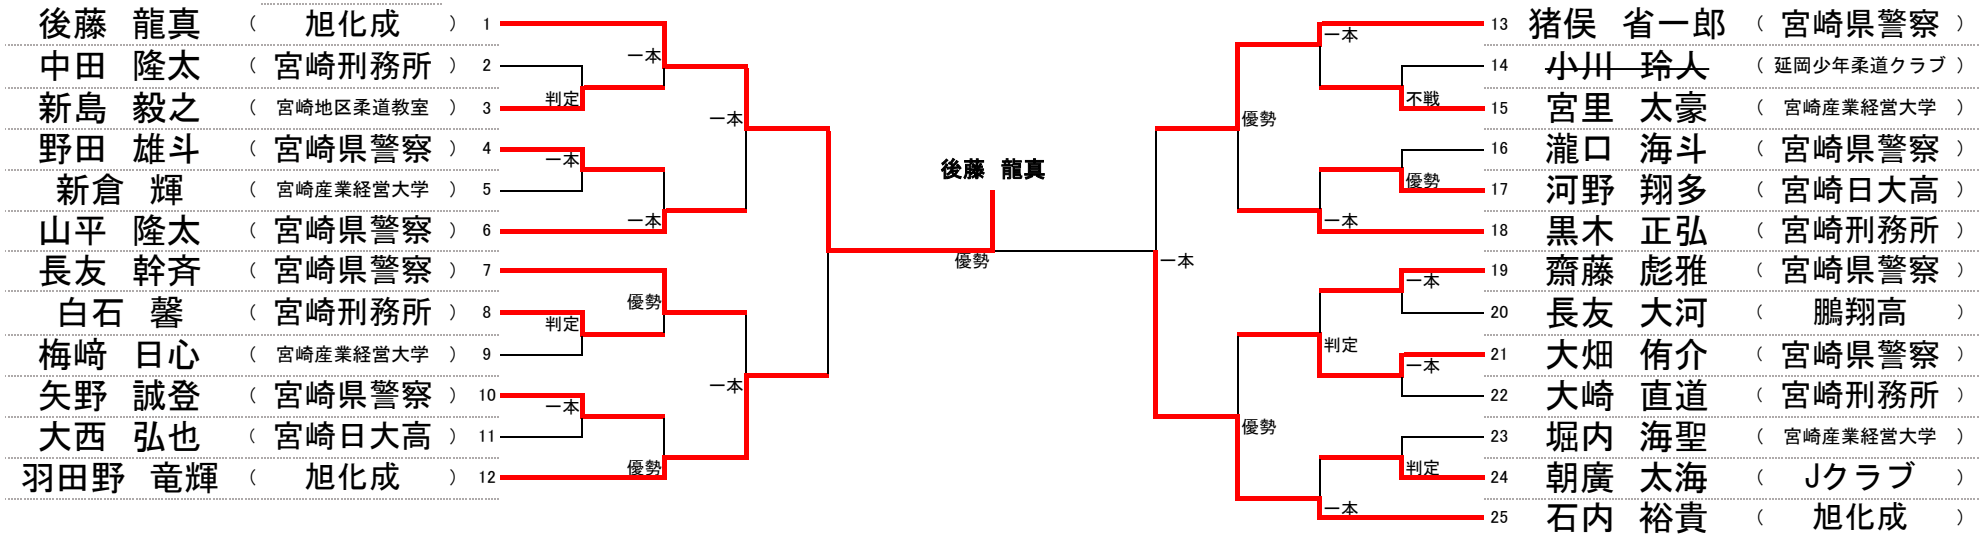 後藤 龍真 ( 旭化成 ) 1
中田 隆太 ( 宮崎刑務所 ) 2
新島 毅之 ( 宮崎地区柔道教室 ) 3
野田 雄斗 ( 宮崎県警察 ) 4
新倉 輝 ( 宮崎産業経営大学 ) 5
山平 隆太 ( 宮崎県警察 ) 6
長友 幹斉 ( 宮崎県警察 ) 7
白石 馨 ( 宮崎刑務所 ) 8
梅﨑 日心 ( 宮崎産業経営大学 ) 9
矢野 誠登 ( 宮崎県警察 ) 10
大西 弘也 ( 宮崎日大高 ) 11
羽田野 竜輝 ( 旭化成 ) 12
判定
一本
判定
一本
一本
一本
一本
優勢
優勢
一本
後藤 龍真
優勢
一本
優勢
一本
優勢
一本
不戦
優勢
一本
一本
判定
一本
判定
一本
13 猪俣 省一郎 ( 宮崎県警察 )
14 小川 玲人 ( 延岡少年柔道クラブ )
15 宮里 太豪 ( 宮崎産業経営大学 )
16 瀧口 海斗 ( 宮崎県警察 )
17 河野 翔多 ( 宮崎日大高 )
18 黒木 正弘 ( 宮崎刑務所 )
19 齋藤 彪雅 ( 宮崎県警察 )
20 長友 大河 ( 鵬翔高 )
21 大畑 侑介 ( 宮崎県警察 )
22 大崎 直道 ( 宮崎刑務所 )
23 堀内 海聖 ( 宮崎産業経営大学 )
24 朝廣 太海 ( Jクラブ )
25 石内 裕貴 ( 旭化成 )